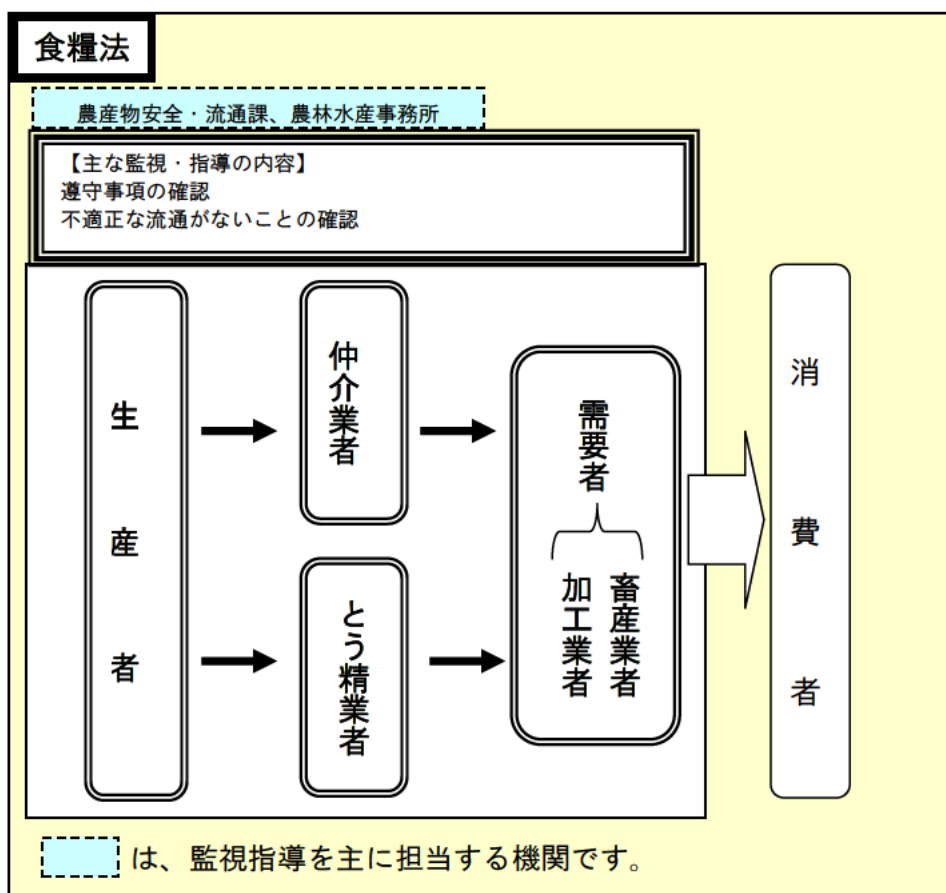 食糧法
農産物安全・流通課、農林水産事務所
【主な監視・指導の内容】
遵守事項の確認
不適正な流通がないことの確認
生産者
仲介業者
とう精業者
需要者
畜産業者
加工業者
消費者
は、監視指導を主に担当する機関です。